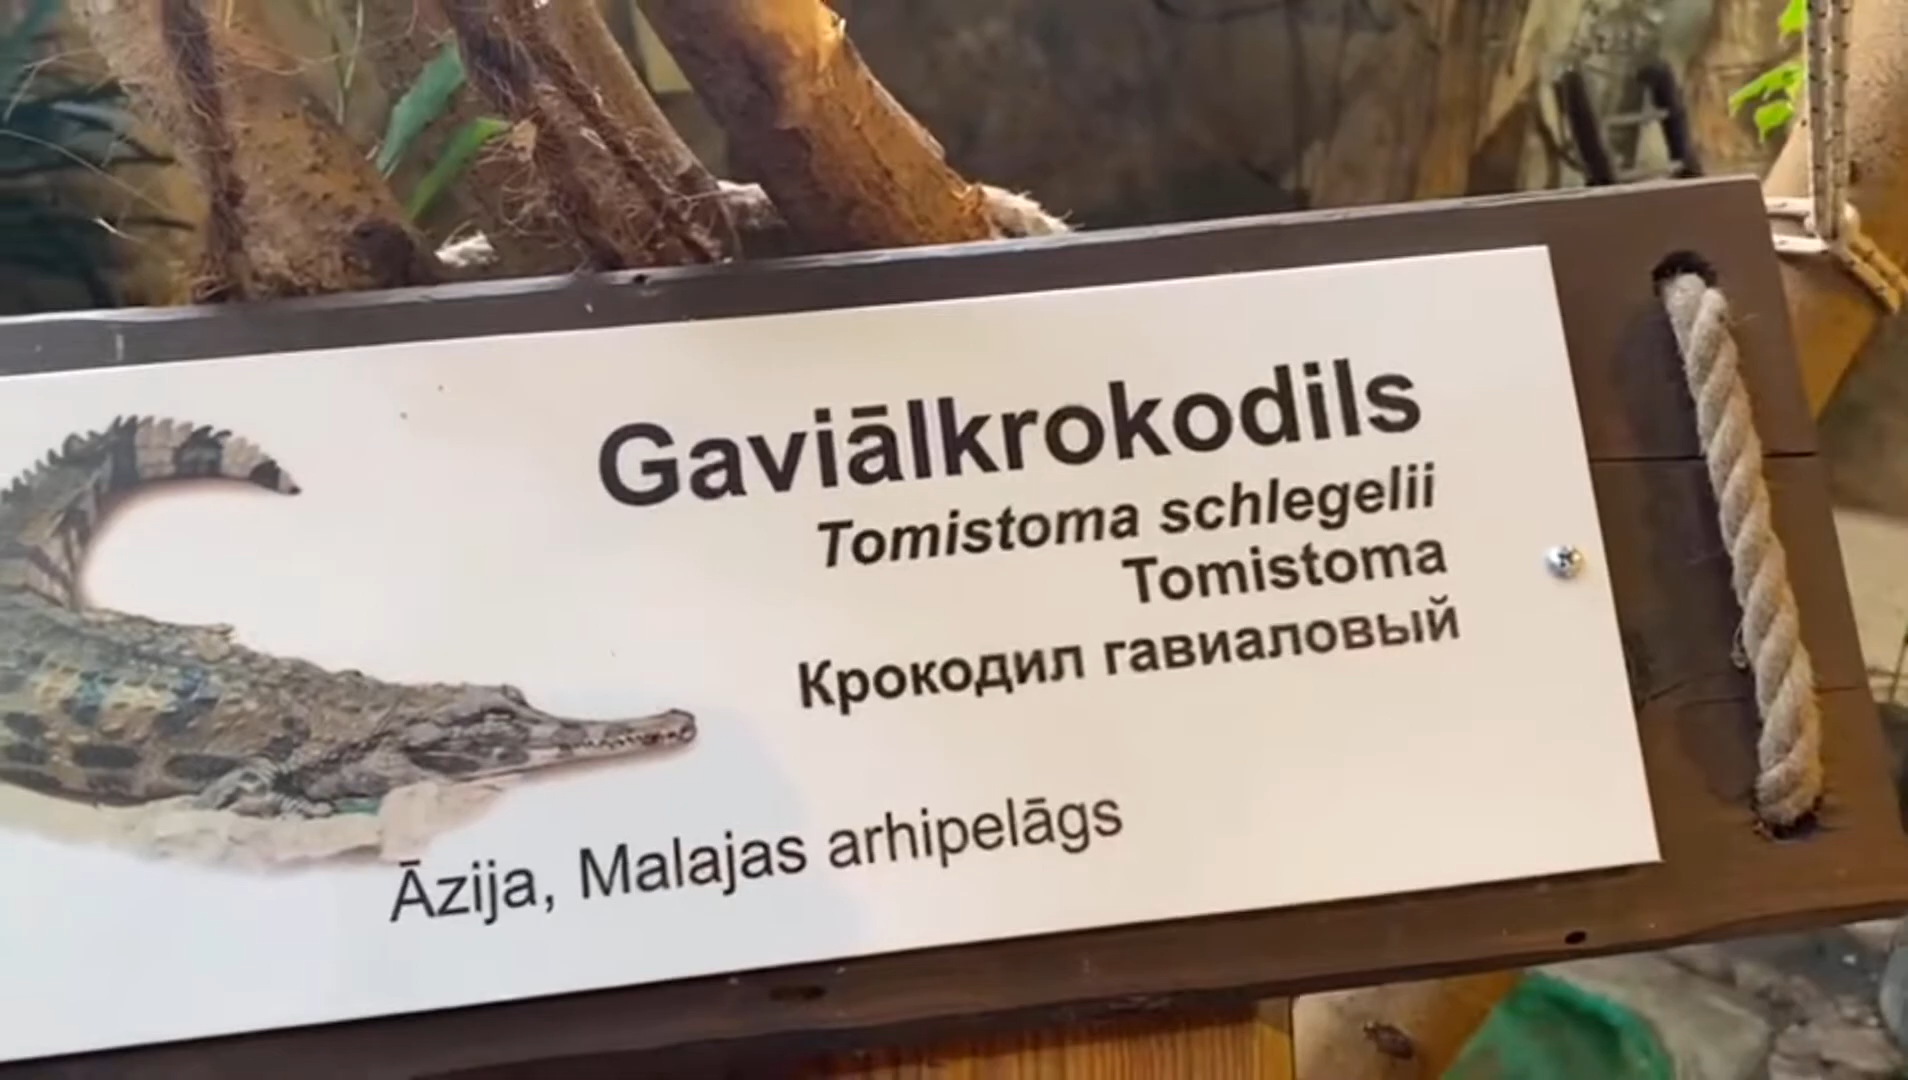 Gaviālkrokodils
Tomistoma schlegelii
Tomistoma
Крокодил гавиаловый
Āzija, Malajas arhipelāgs